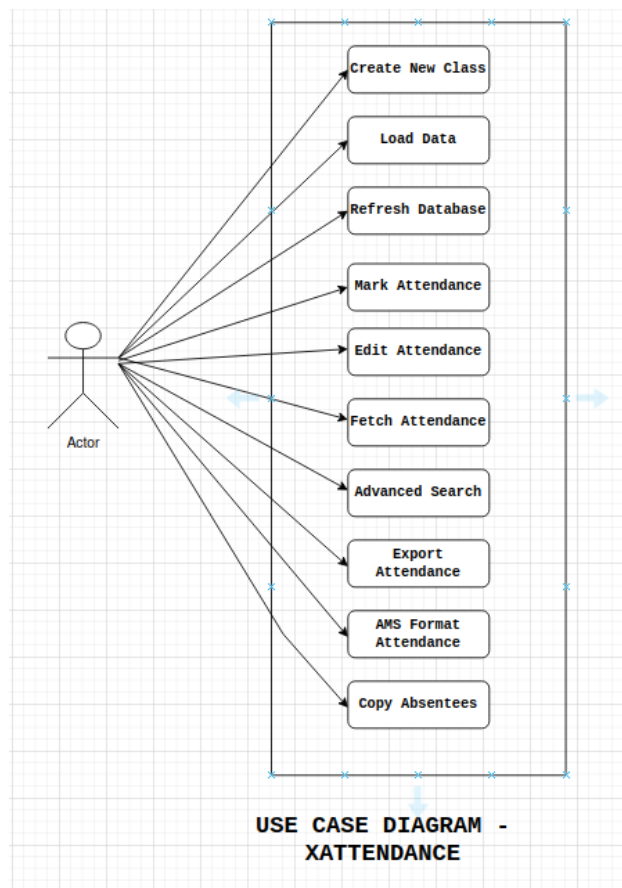 Create New Class
Load Data
Refresh Database
Mark Attendance
Edit Attendance
Actor
Fetch Attendance
Advanced Search
Export
Attendance
AMS Format
Attendance
Copy Absentees
USE CASE DIAGRAM -
XATTENDANCE